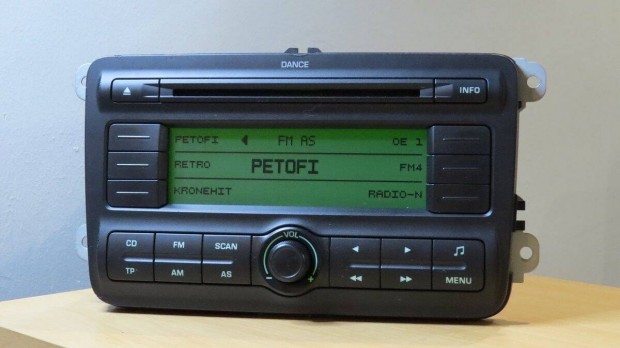 DANCE
INFO
PETOFI FM AS OE 1
RETRO PETOFI FM4
KRONEHIT RADIO-N
CD FM SCAN VOL
TP AM AS - + MENU